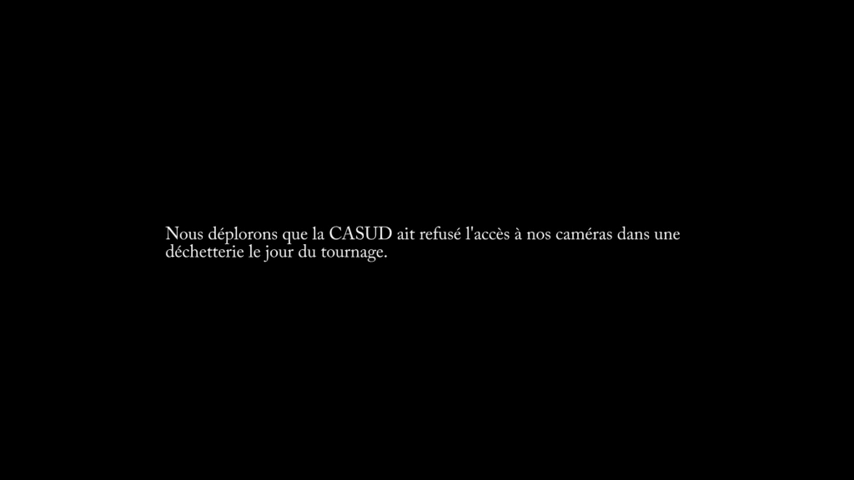 Nous déplorons que la CASUD ait refusé l'accès à nos caméras dans une
déchetterie le jour du tournage.